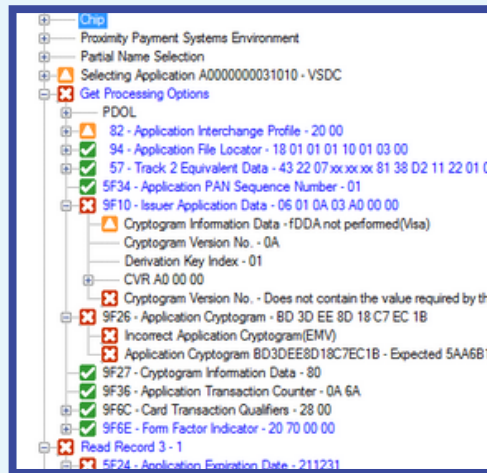 Chip
Proximity Payment Systems Environment
Partial Name Selection
Selecting Application A0000000031010 - VSDC
Get Processing Options
PDOL
82 - Application Interchange Profile - 20 00
94 - Application File Locator - 18 01 01 01 10 01 03 00
57 - Track 2 Equivalent Data - 43 22 07 xx xx xx 81 38 D2 11 22 01
5F34 - Application PAN Sequence Number - 01
9F10 - Issuer Application Data - 06 01 0A 03 A0 00 00
Cryptogram Information Data - fDDA not performed(Visa)
Cryptogram Version No. - 0A
Derivation Key Index - 01
CVR A0 00 00
Cryptogram Version No. - Does not contain the value required by
9F26 - Application Cryptogram - BD 3D EE 8D 18 C7 EC 1B
Incorrect Application Cryptogram(EMV)
Application Cryptogram BD3DEE8D18C7EC1B - Expected 5AA6B1
9F27 - Cryptogram Information Data - 80
9F36 - Application Transaction Counter - 0A 6A
9F6C - Card Transaction Qualifiers - 28 00
9F6E - Form Factor Indicator - 20 70 00 00
Read Record 3 - 1
5F24 - Application Expiration Date - 211231